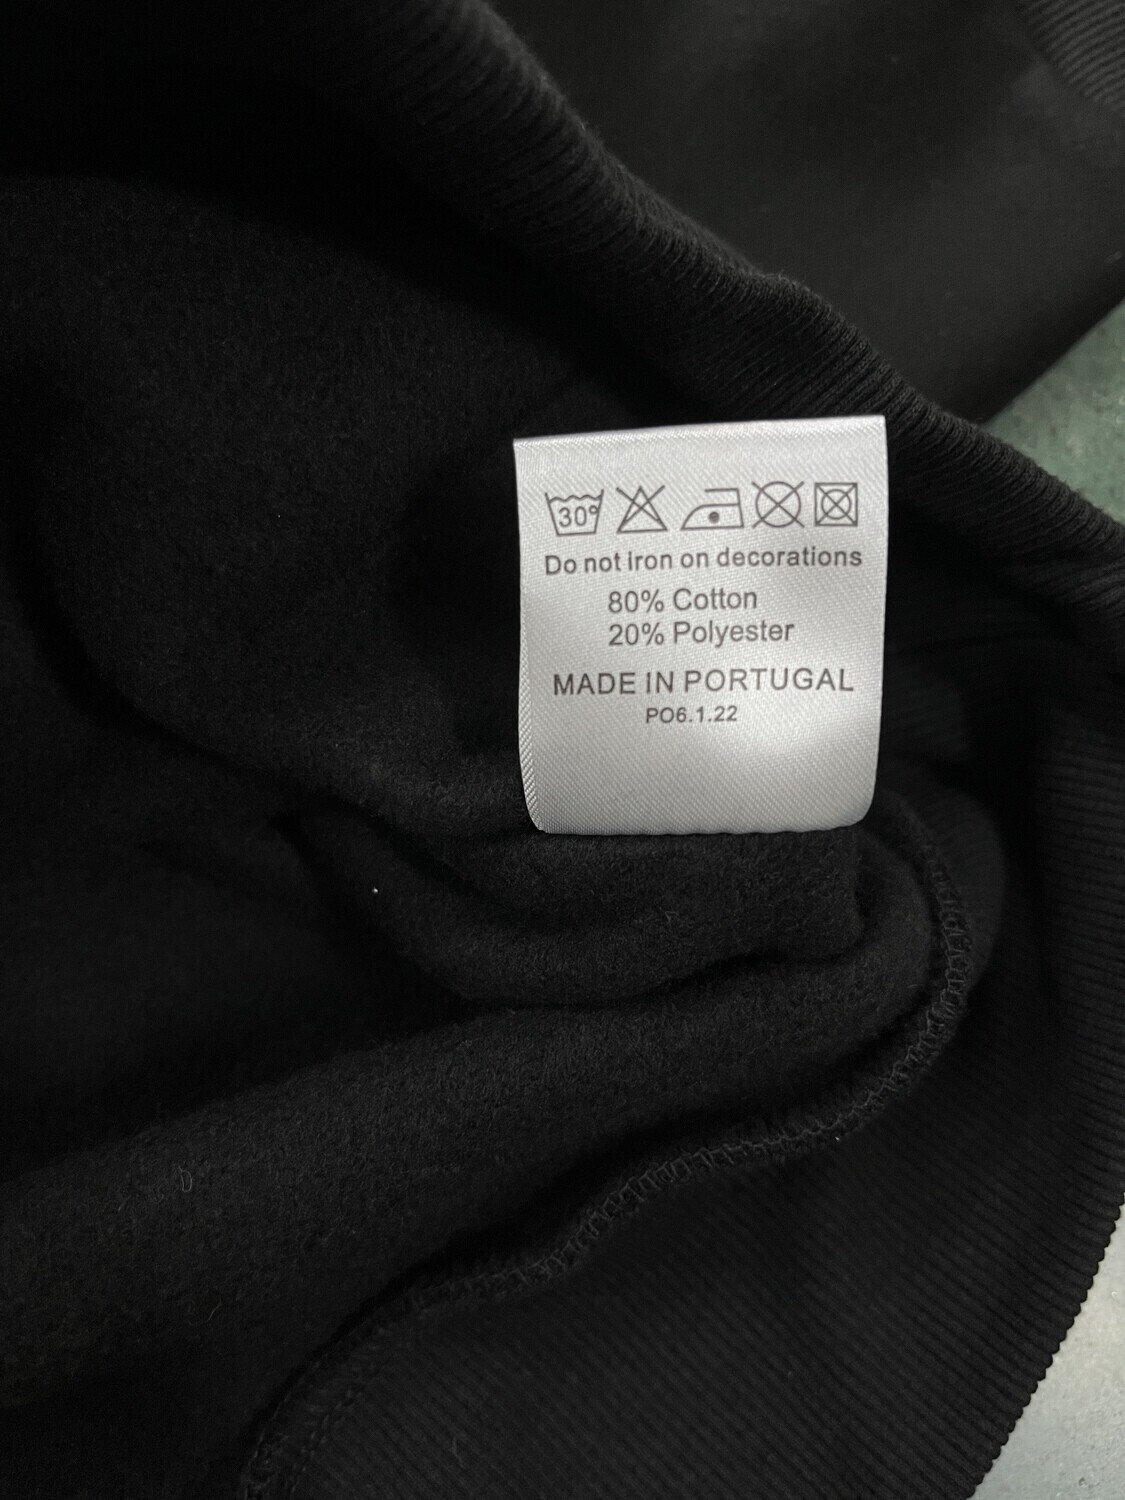 30°
Do not iron on decorations
80% Cotton
20% Polyester
MADE IN PORTUGAL
PO6.1.22